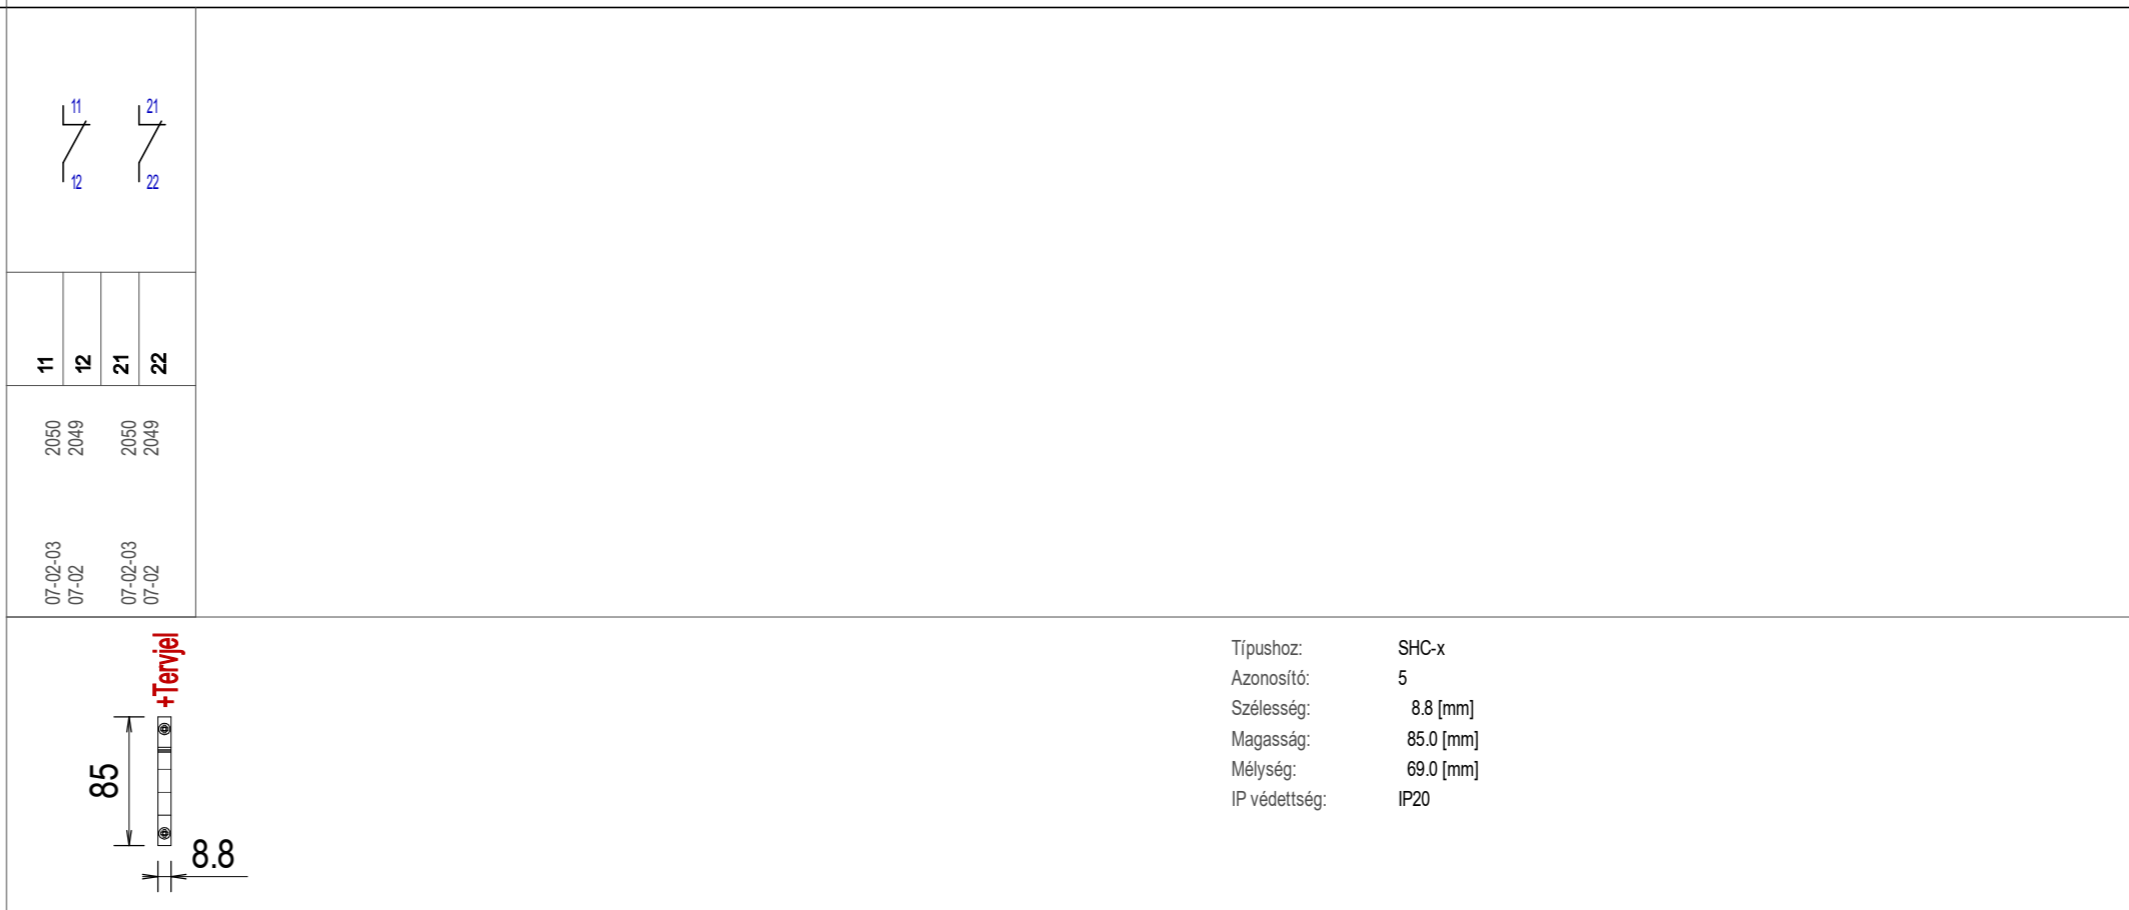 11 21
12 22
11 12 21 22
2050 2049 2050 2049
07-02-03 07-02 07-02-03 07-02
+Tervjel
85
8.8
Típushoz: SHC-x
Azonosító: 5
Szélesség: 8.8 [mm]
Magasság: 85.0 [mm]
Mélység: 69.0 [mm]
IP védettség: IP20